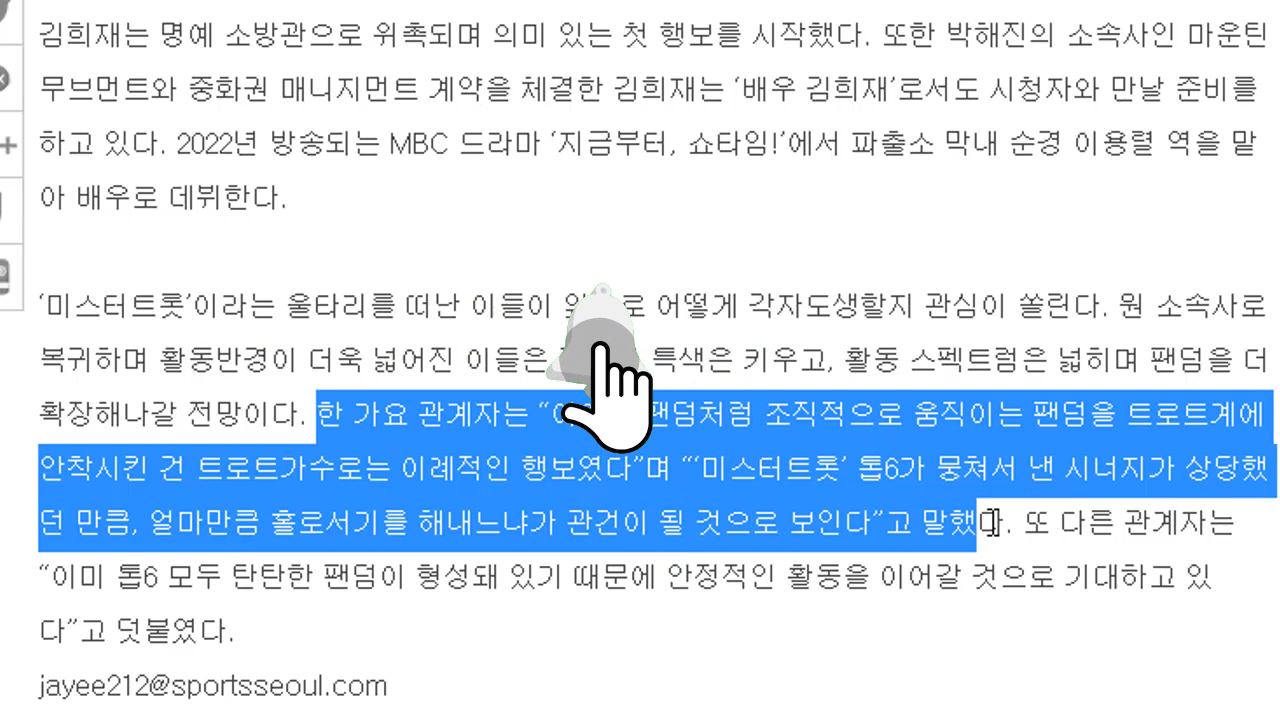 김희재는 명예 소방관으로 위촉되며 의미 있는 첫 행보를 시작했다. 또한 박해진의 소속사인 마운틴
무브먼트와 중화권 매니지먼트 계약을 체결한 김희재는 ‘배우 김희재’로서도 시청자와 만날 준비를
하고 있다. 2022년 방송되는 MBC 드라마 ‘지금부터, 쇼타임!’에서 파출소 막내 순경 이용렬 역을 맡
아 배우로 데뷔한다.
‘미스터트롯’이라는 울타리를 떠난 이들이 로 어떻게 각자도생할지 관심이 쏠린다. 원 소속사로
복귀하며 활동반경이 더욱 넓어진 이들은 특색은 키우고, 활동 스펙트럼은 넓히며 팬덤을 더
확장해나갈 전망이다. 한 가요 관계자는 “ 팬덤처럼 조직적으로 움직이는 팬덤을 트로트계에
안착시킨 건 트로트가수로는 이례적인 행보였다”며 “‘미스터트롯’ 톱6가 뭉쳐서 낸 시너지가 상당했
던 만큼, 얼마만큼 홀로서기를 해내느냐가 관건이 될 것으로 보인다”고 말했다. 또 다른 관계자는
“이미 톱6 모두 탄탄한 팬덤이 형성돼 있기 때문에 안정적인 활동을 이어갈 것으로 기대하고 있
다”고 덧붙였다.
jayee212@sportsseoul.com